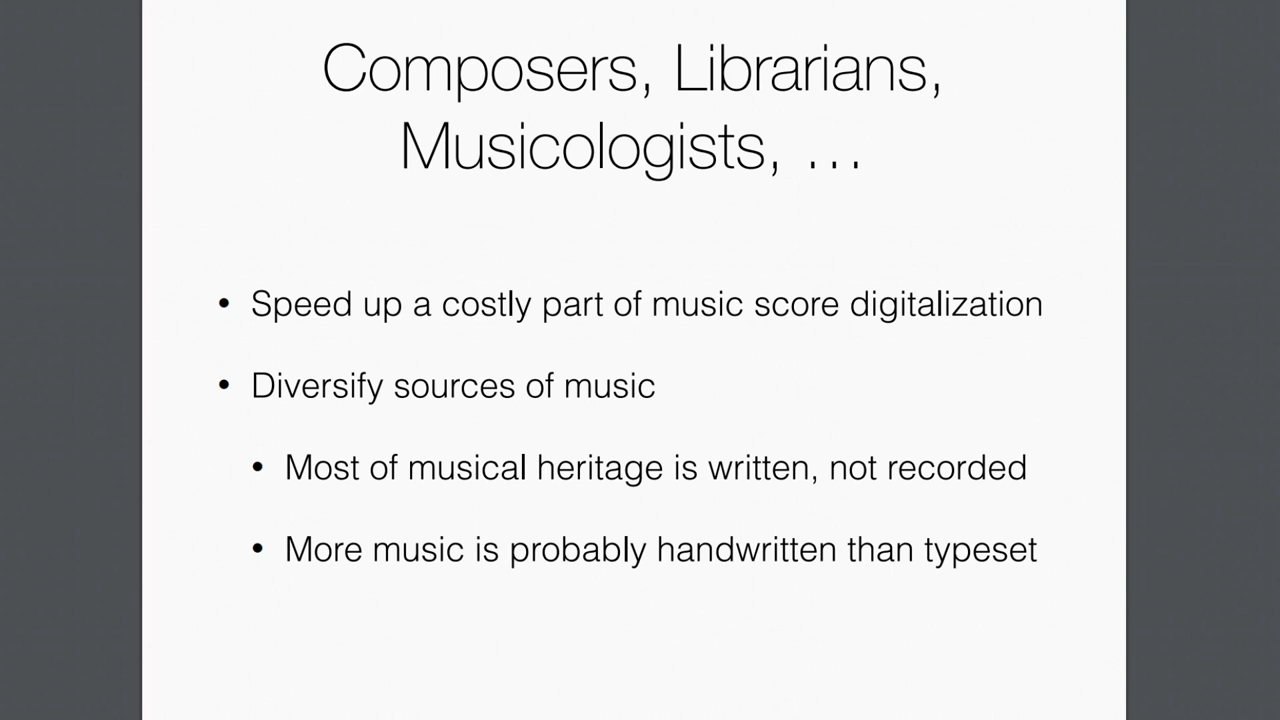 Composers, Librarians,
Musicologists, …
• Speed up a costly part of music score digitalization
• Diversify sources of music
• Most of musical heritage is written, not recorded
• More music is probably handwritten than typeset